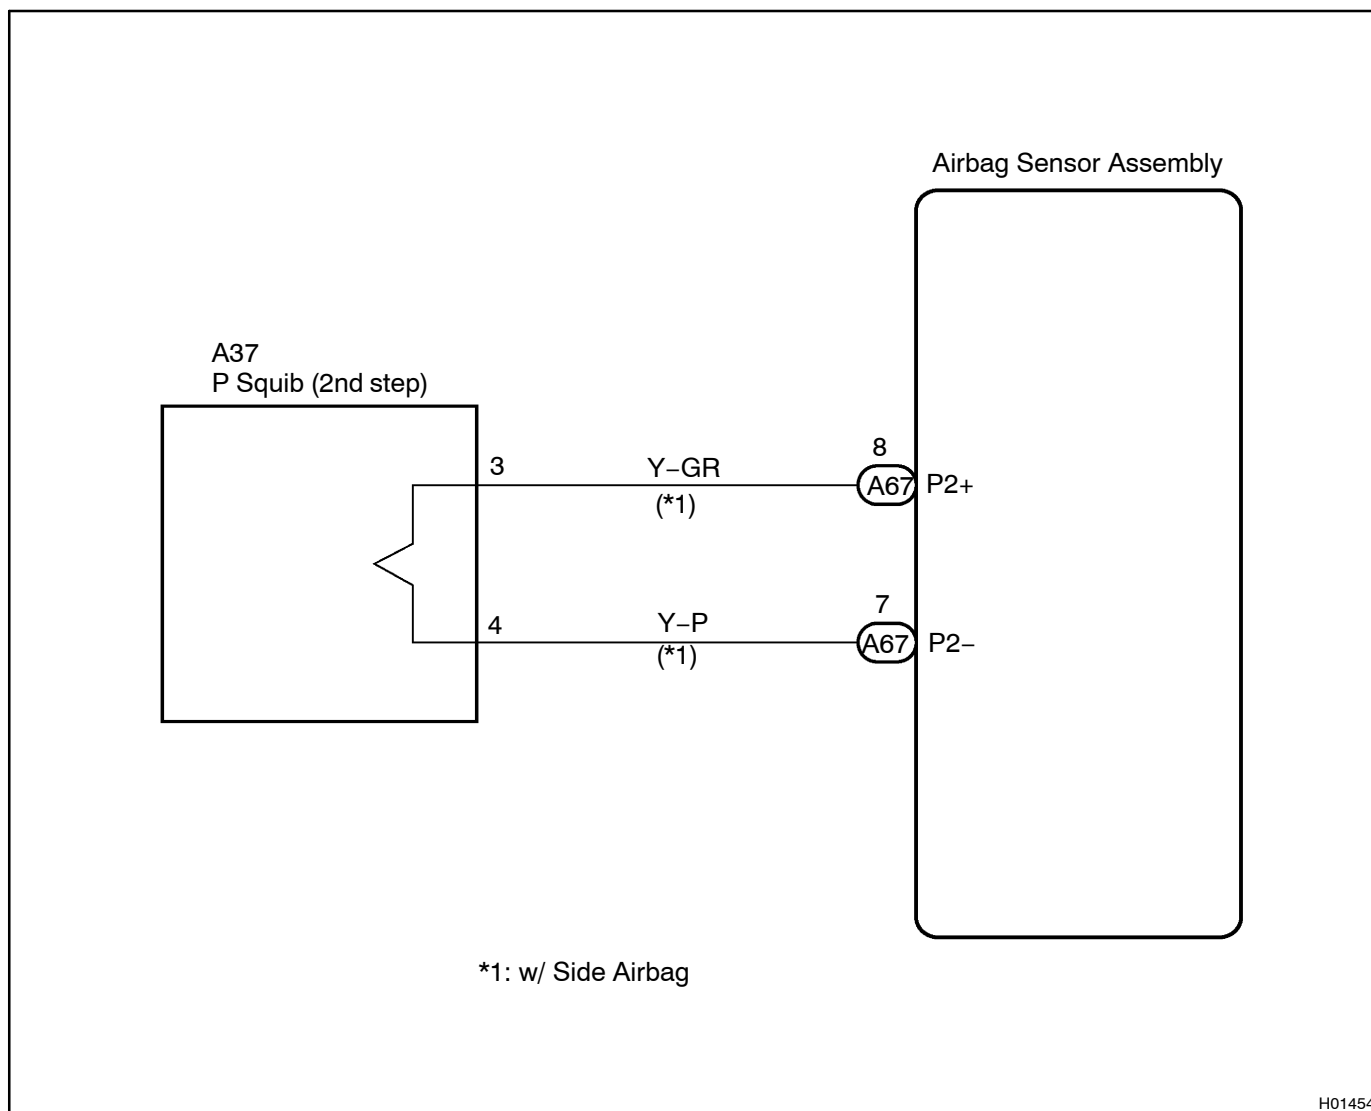 Airbag Sensor Assembly
A37
P Squib (2nd step)
3
Y−GR
(*1)
8
A67
P2+
4
Y−P
(*1)
7
A67
P2−
*1: w/ Side Airbag
H01454